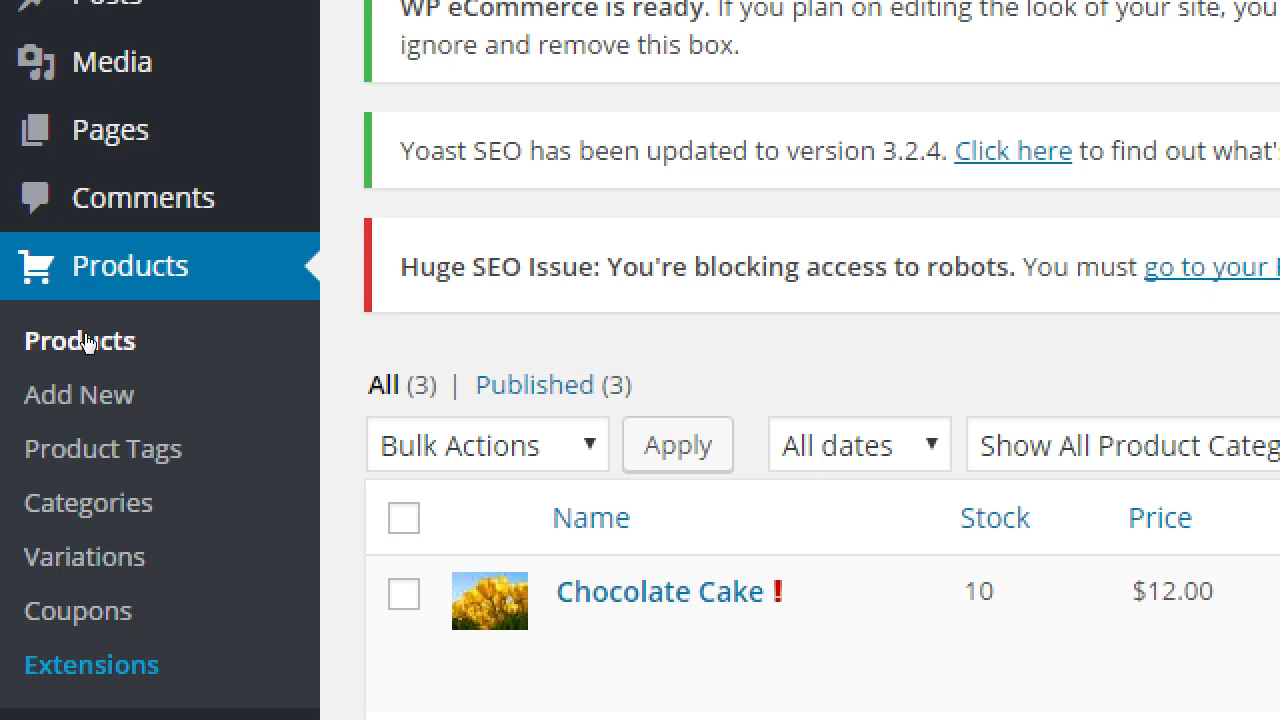 Posts
Media
Pages
Comments
Products
Products
Add New
Product Tags
Categories
Variations
Coupons
Extensions
WP eCommerce is ready. If you plan on editing the look of your site, you
ignore and remove this box.
Yoast SEO has been updated to version 3.2.4. Click here to find out what's
Huge SEO Issue: You're blocking access to robots. You must go to your
All (3) | Published (3)
Bulk Actions Apply All dates Show All Product Categ
Name Stock Price
Chocolate Cake ! 10 $12.00